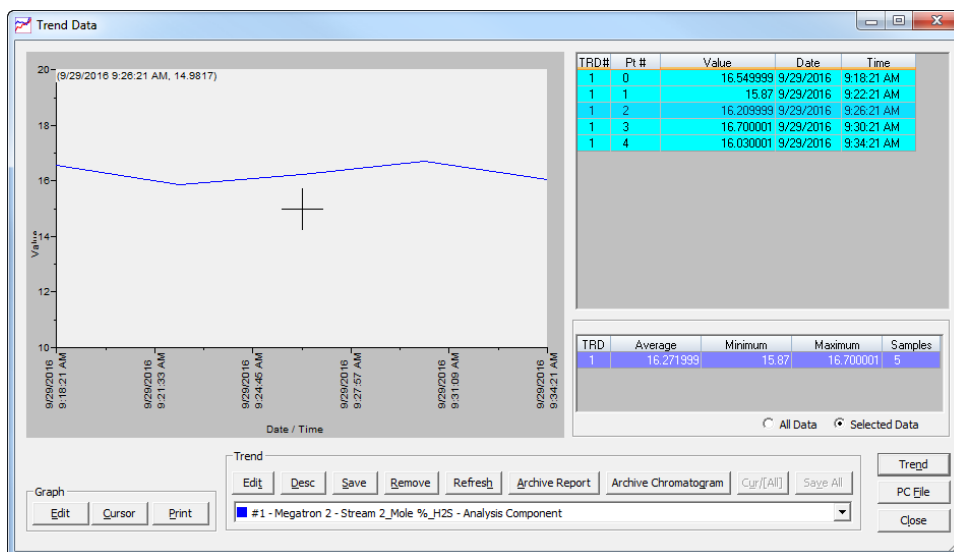 Trend Data
(9/29/2016 9:26:21 AM, 14.9817)
20
18
16
14
12
10
Value
9/29/2016 9:18:21 AM
9/29/2016 9:21:33 AM
9/29/2016 9:24:45 AM
9/29/2016 9:27:57 AM
9/29/2016 9:31:09 AM
9/29/2016 9:34:21 AM
Date / Time
TRD# Pt # Value Date Time
1 0 16.549999 9/29/2016 9:18:21 AM
1 1 15.87 9/29/2016 9:22:21 AM
1 2 16.209999 9/29/2016 9:26:21 AM
1 3 16.700001 9/29/2016 9:30:21 AM
1 4 16.030001 9/29/2016 9:34:21 AM
TRD Average Minimum Maximum Samples
1 16.271999 15.87 16.700001 5
All Data Selected Data
Graph
Edit Cursor Print
Trend
Edit Desc Save Remove Refresh Archive Report Archive Chromatogram Cur/[All] Save All
#1 - Megatron 2 - Stream 2_Mole %_H2S - Analysis Component
Trend
PC File
Close